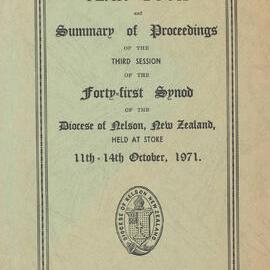 and
Summary of Proceedings
OF THE
THIRD SESSION
OF THE
Forty-first Synod
OF THE
Diocese of Nelson, New Zealand,
HELD AT STOKE
11th - 14th October, 1971.
DIOCESE OF NELSON, NEW ZEALAND